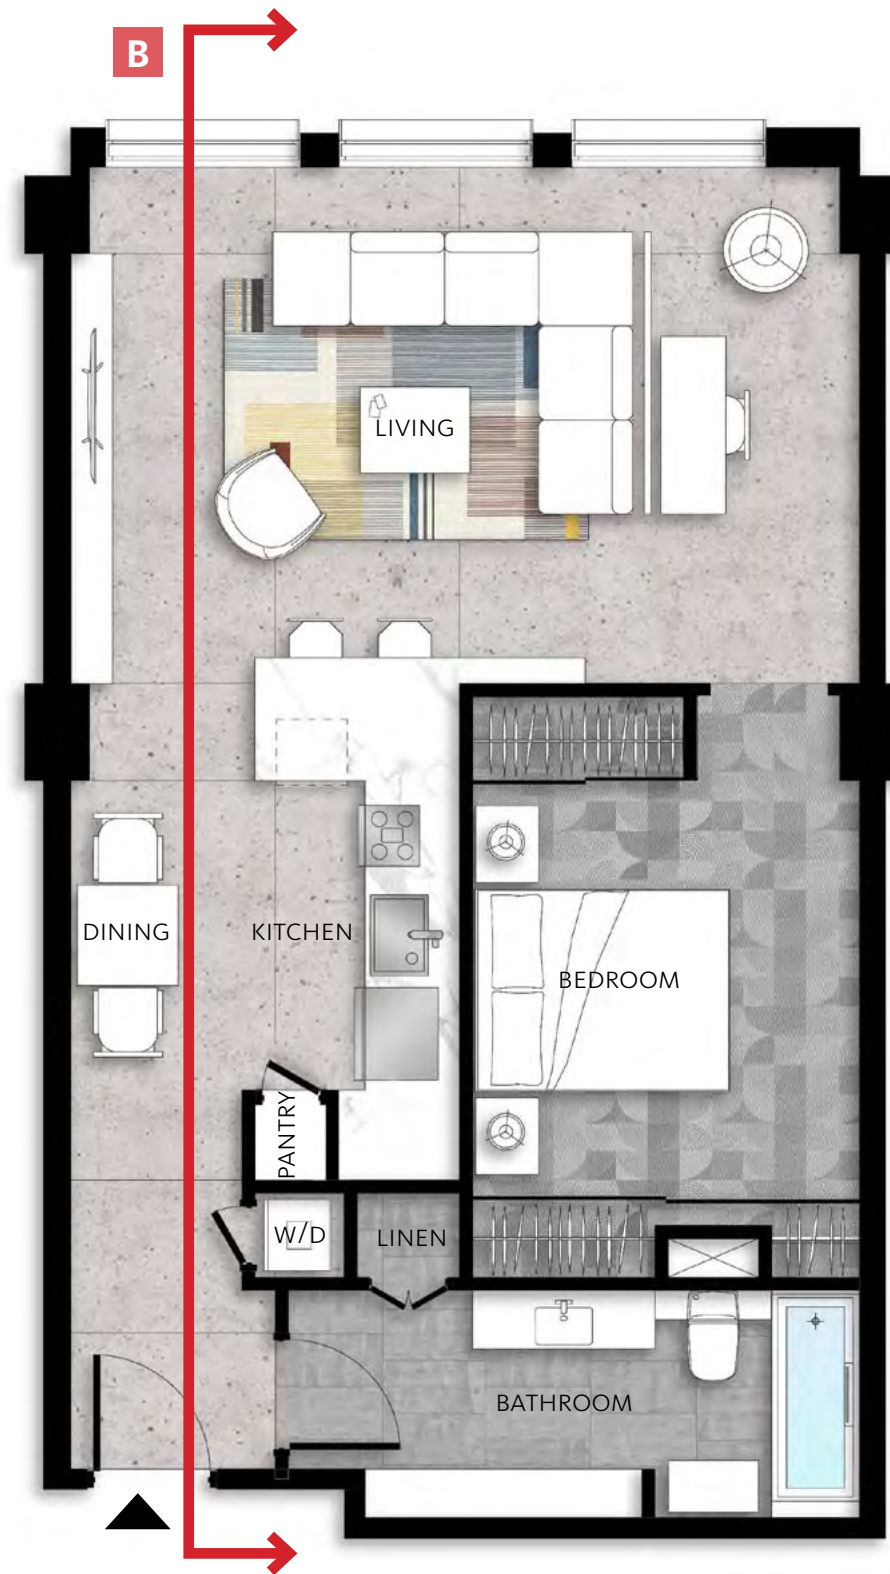 B
LIVING
DINING
KITCHEN
BEDROOM
PANTRY
W/D
LINEN
BATHROOM